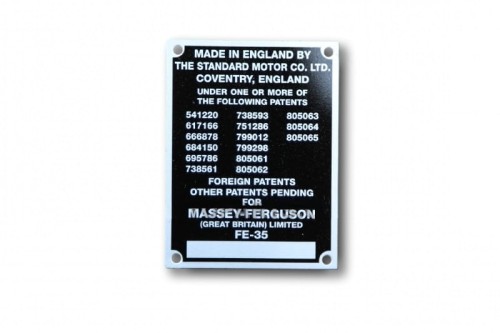 MADE IN ENGLAND BY
THE STANDARD MOTOR CO. LTD.
COVENTRY, ENGLAND
UNDER ONE OR MORE OF
THE FOLLOWING PATENTS
541220 738593 805063
617166 751286 805064
666878 799012 805065
684150 799298
695786 805061
738561 805062
FOREIGN PATENTS
OTHER PATENTS PENDING
FOR
MASSEY-FERGUSON
(GREAT BRITAIN) LIMITED
FE-35